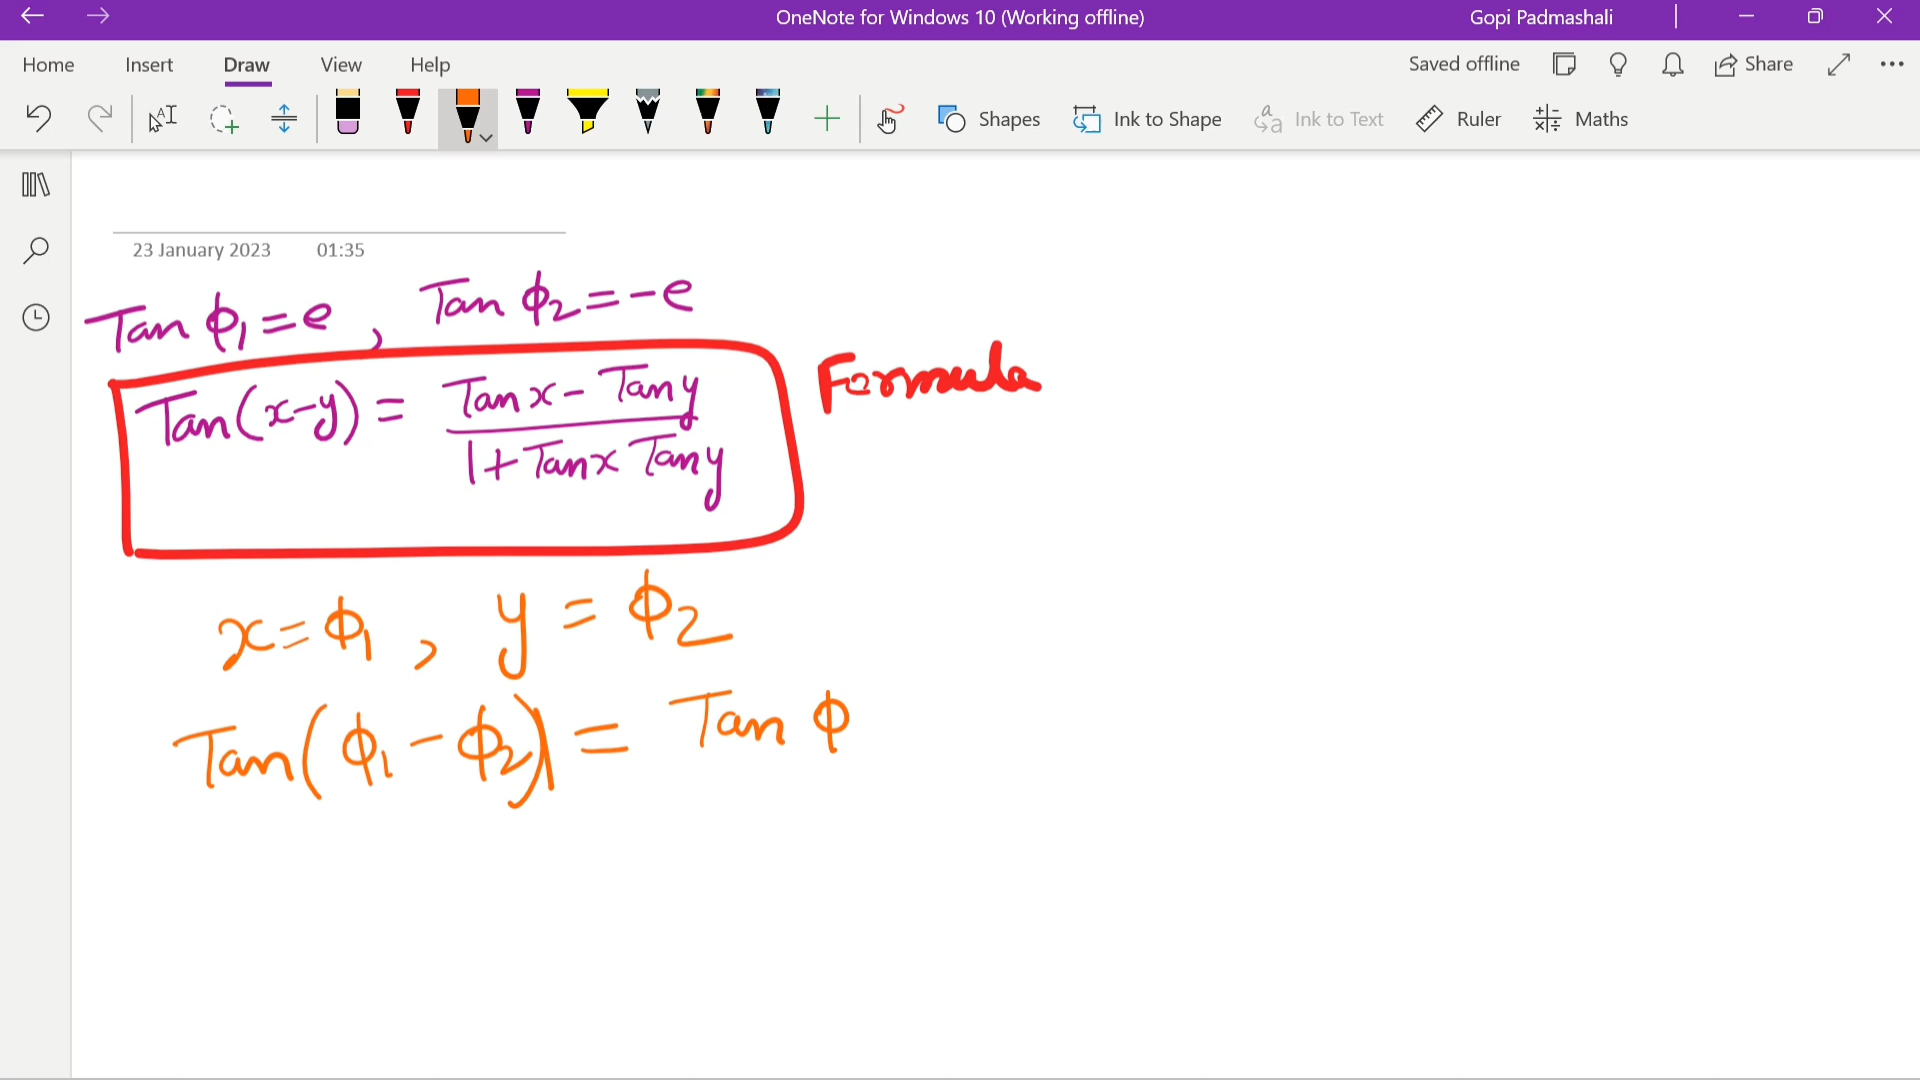 OneNote for Windows 10 (Working offline) Gopi Padmashali
Home Insert Draw View Help Saved offline Share
Shapes Ink to Shape Ink to Text Ruler Maths
23 January 2023 01:35
Tan ϕ₁ = e , Tan ϕ₂ = -e
Tan(x-y) = (Tan x - Tan y) / (1 + Tan x Tan y) Formula
x = ϕ₁ , y = ϕ₂
Tan(ϕ₁ - ϕ₂) = Tan ϕ